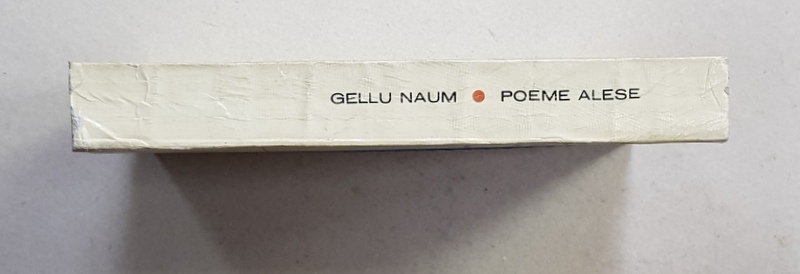 GELLU NAUM ● POEME ALESE